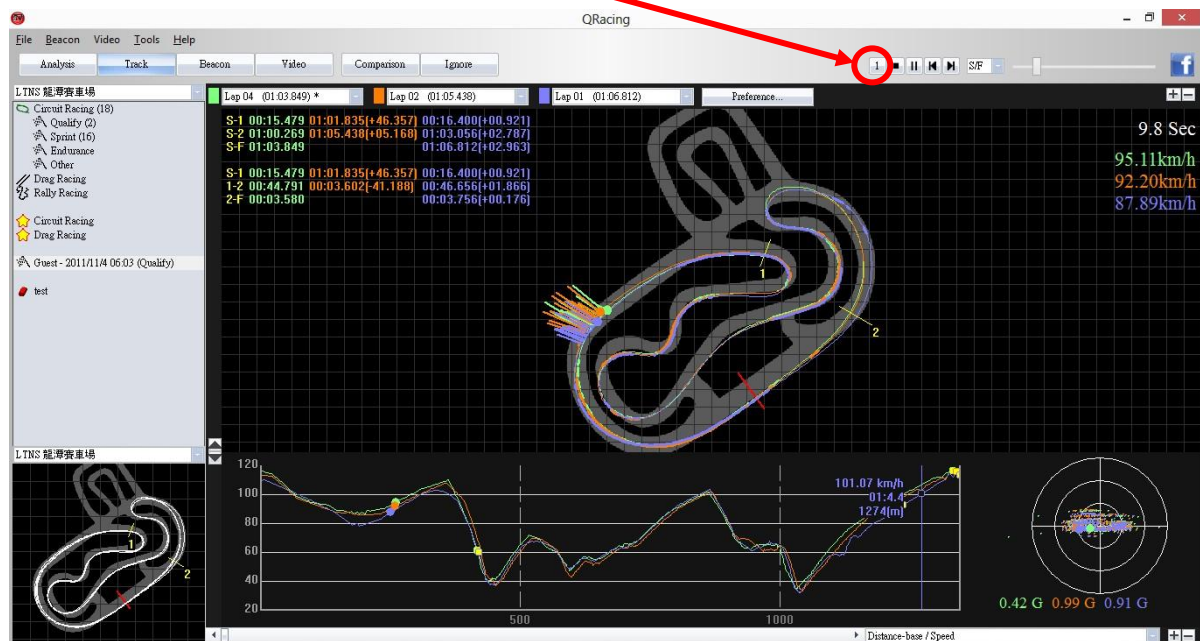 QRacing
File Beacon Video Tools Help
Analysis Track Beacon Video Comparison Ignore 1 S/F f
LTNS 龍潭賽車場
Lap 04 (01:03.849) * Lap 02 (01:05.438) Lap 01 (01:06.812) Preference...
Circuit Racing (18)
Qualify (2)
Sprint (16)
Endurance
Other
Drag Racing
Rally Racing
Circuit Racing
Drag Racing
Guest - 2011/11/4 06:03 (Qualify)
test
S-1 00:15.479 01:01.835(+46.357) 00:16.400(+00.921)
S-2 01:00.269 01:05.438(+05.168) 01:03.056(+02.787)
S-F 01:03.849 01:06.812(+02.963)
S-1 00:15.479 01:01.835(+46.357) 00:16.400(+00.921)
1-2 00:44.791 00:03.602(-41.188) 00:46.656(+01.866)
2-F 00:03.580 00:03.756(+00.176)
9.8 Sec
95.11km/h
92.20km/h
87.89km/h
1
2
LTNS 龍潭賽車場
1
2
120
100
80
60
40
20
500 1000
101.07 km/h
01:4.4
1274(m)
0.42 G 0.99 G 0.91 G
Distance-base / Speed